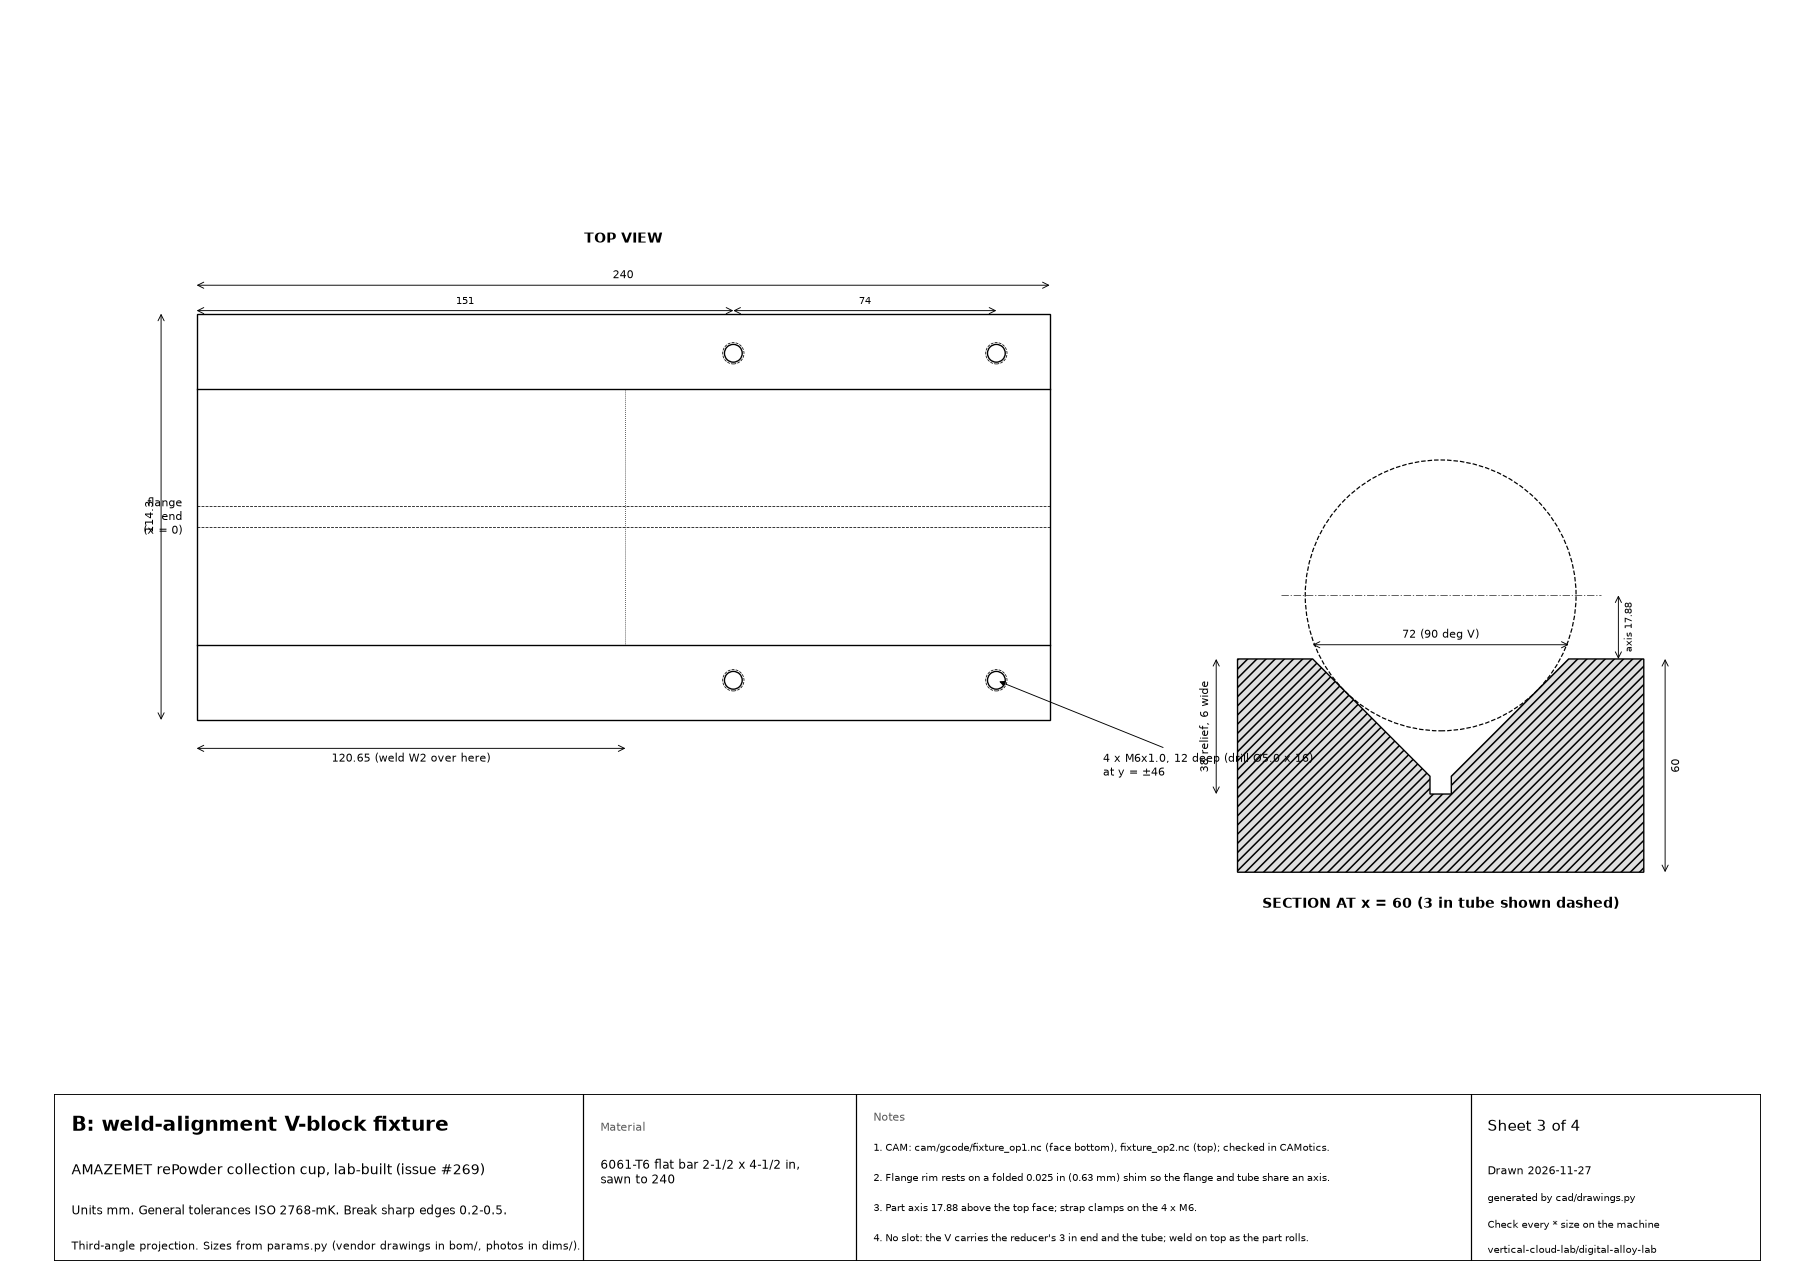 TOP VIEW
240
151
74
flange
end
(x = 0)
114.3
120.65 (weld W2 over here)
4 x M6x1.0, 12 deep (drill Ø5.0 x 16)
at y = ±46
72 (90 deg V)
axis 17.88
38 relief, 6 wide
60
SECTION AT x = 60 (3 in tube shown dashed)
B: weld-alignment V-block fixture
AMAZEMET rePowder collection cup, lab-built (issue #269)
Units mm. General tolerances ISO 2768-mK. Break sharp edges 0.2-0.5.
Third-angle projection. Sizes from params.py (vendor drawings in bom/, photos in dims/).
Material
6061-T6 flat bar 2-1/2 x 4-1/2 in,
sawn to 240
Notes
1. CAM: cam/gcode/fixture_op1.nc (face bottom), fixture_op2.nc (top); checked in CAMotics.
2. Flange rim rests on a folded 0.025 in (0.63 mm) shim so the flange and tube share an axis.
3. Part axis 17.88 above the top face; strap clamps on the 4 x M6.
4. No slot: the V carries the reducer's 3 in end and the tube; weld on top as the part rolls.
Sheet 3 of 4
Drawn 2026-11-27
generated by cad/drawings.py
Check every * size on the machine
vertical-cloud-lab/digital-alloy-lab